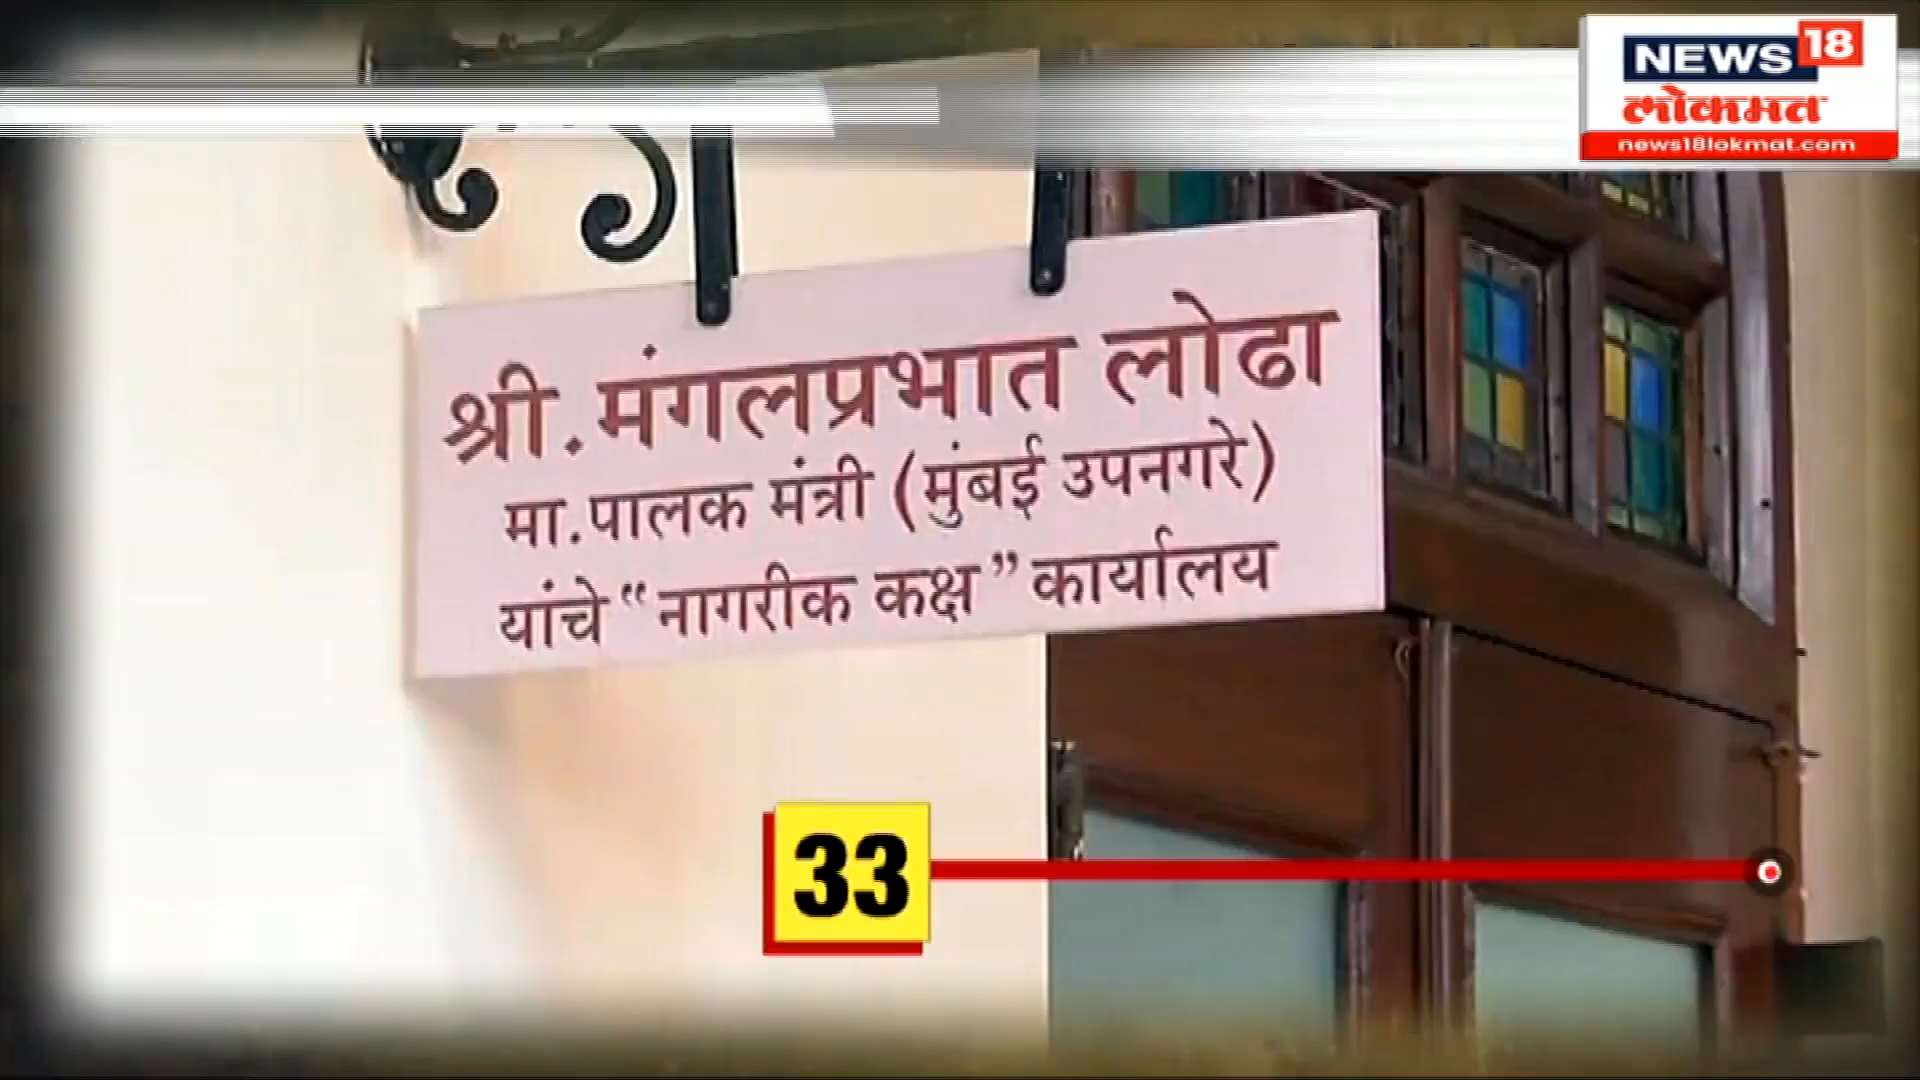 NEWS 18
लोकमत
news18lokmat.com
श्री.मंगलप्रभात लोढा
मा.पालक मंत्री (मुंबई उपनगरे)
यांचे “नागरीक कक्ष” कार्यालय
33